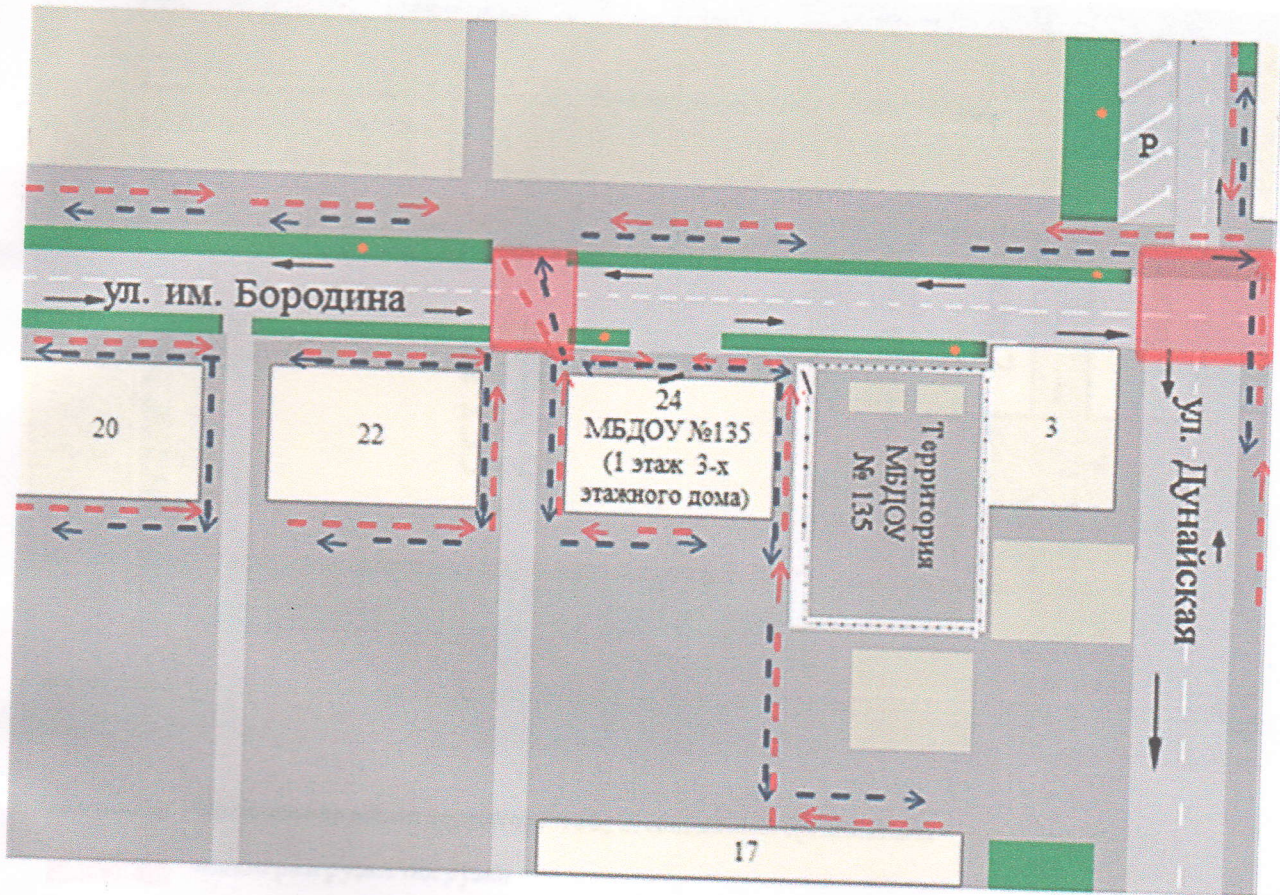 Р
ул. им. Бородина
20
22
24
МБДОУ №135
(1 этаж 3-х
этажного дома)
Территория
МБДОУ
№ 135
3
ул. Дунайская
17